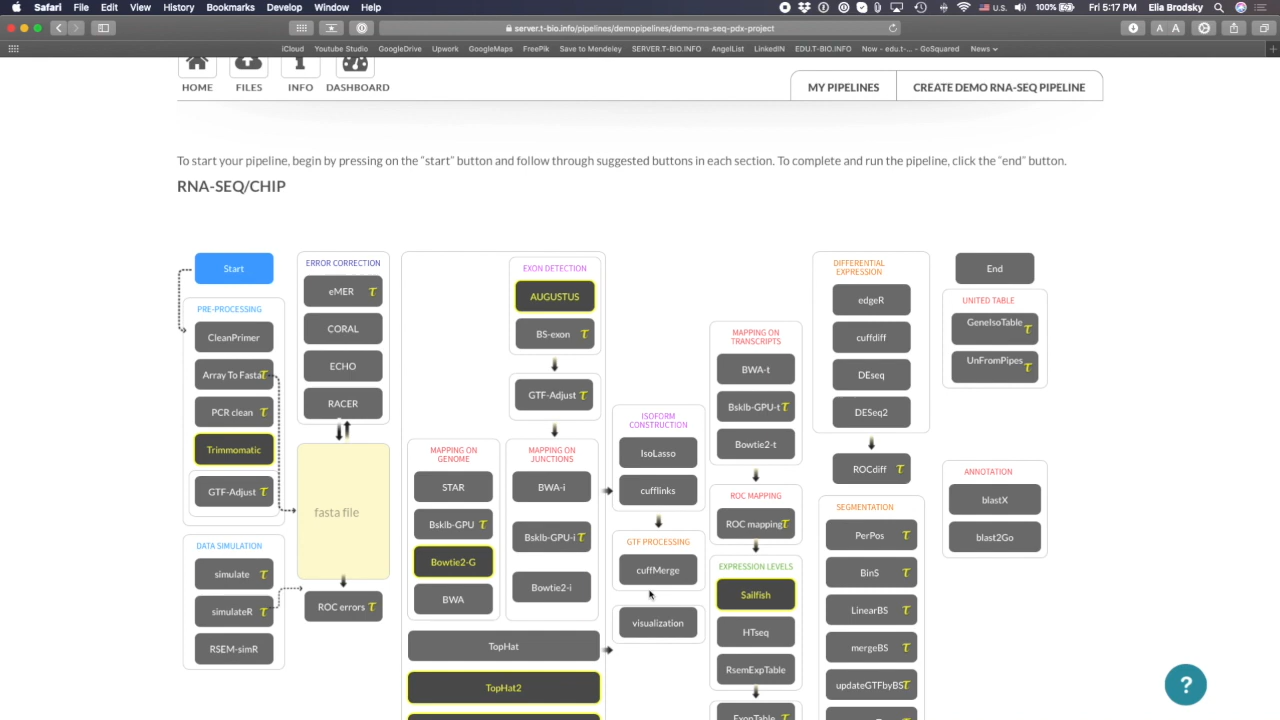 Safari File Edit View History Bookmarks Develop Window Help
100% Fri 5:17 PM Ella Brodsky
server.t-bio.info/pipelines/demopipelines/demo-rna-seq-pdx-project
A A
iCloud Youtube Studio GoogleDrive Upwork GoogleMaps FreePik Save to Mendeley SERVER.T-BIO.INFO AngelList LinkedIN EDU.T-BIO.INFO Now - edu.t-... - GoSquared News
HOME FILES INFO DASHBOARD
MY PIPELINES CREATE DEMO RNA-SEQ PIPELINE
To start your pipeline, begin by pressing on the "start" button and follow through suggested buttons in each section. To complete and run the pipeline, click the "end" button.
RNA-SEQ/CHIP
Start
PRE-PROCESSING
CleanPrimer
Array To Fasta τ
PCR clean τ
Trimmomatic
GTF-Adjust τ
DATA SIMULATION
simulate τ
simulateR τ
RSEM-simR
ERROR CORRECTION
eMER τ
CORAL
ECHO
RACER
fasta file
ROC errors τ
EXON DETECTION
AUGUSTUS
BS-exon τ
GTF-Adjust τ
MAPPING ON
GENOME
STAR
Bsklb-GPU τ
Bowtie2-G
BWA
MAPPING ON
JUNCTIONS
BWA-i
Bsklb-GPU-i τ
Bowtie2-i
TopHat
TopHat2
ISOFORM
CONSTRUCTION
IsoLasso
cufflinks
GTF PROCESSING
cuffMerge
visualization
MAPPING ON
TRANSCRIPTS
BWA-t
Bsklb-GPU-t τ
Bowtie2-t
ROC MAPPING
ROC mapping τ
EXPRESSION LEVELS
Sailfish
HTseq
RsemExpTable
ExonTable τ
DIFFERENTIAL
EXPRESSION
edgeR
cuffdiff
DEseq
DESeq2
ROCdiff τ
SEGMENTATION
PerPos τ
BinS τ
LinearBS τ
mergeBS τ
updateGTFbyBS τ
End
UNITED TABLE
GeneIsoTable τ
UnFromPipes τ
ANNOTATION
blastX
blast2Go
?